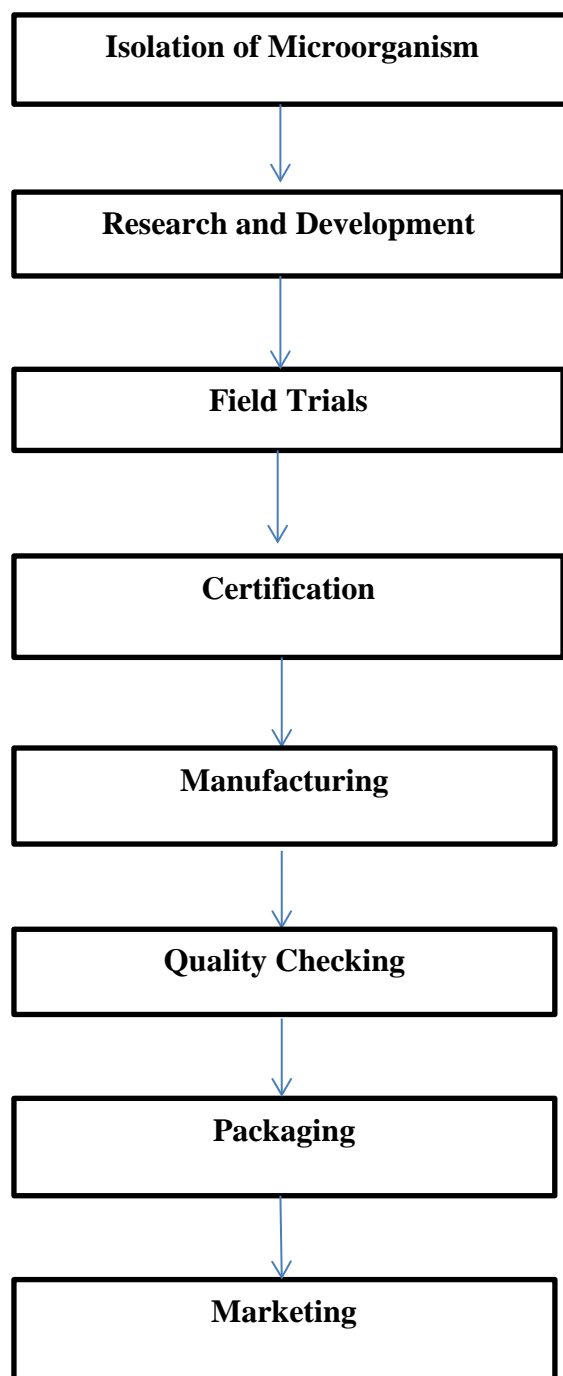 Isolation of Microorganism
Research and Development
Field Trials
Certification
Manufacturing
Quality Checking
Packaging
Marketing